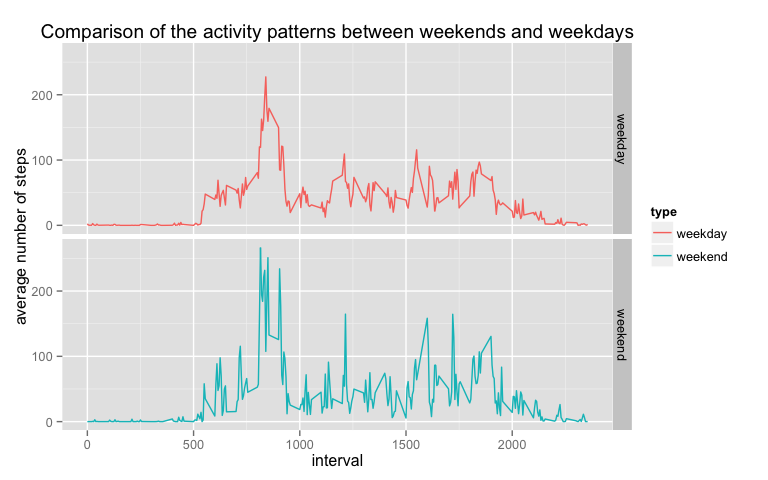 Comparison of the activity patterns between weekends and weekdays
average number of steps
200
100
0
weekday
200
100
0
weekend
0
500
1000
1500
2000
interval
type
weekday
weekend